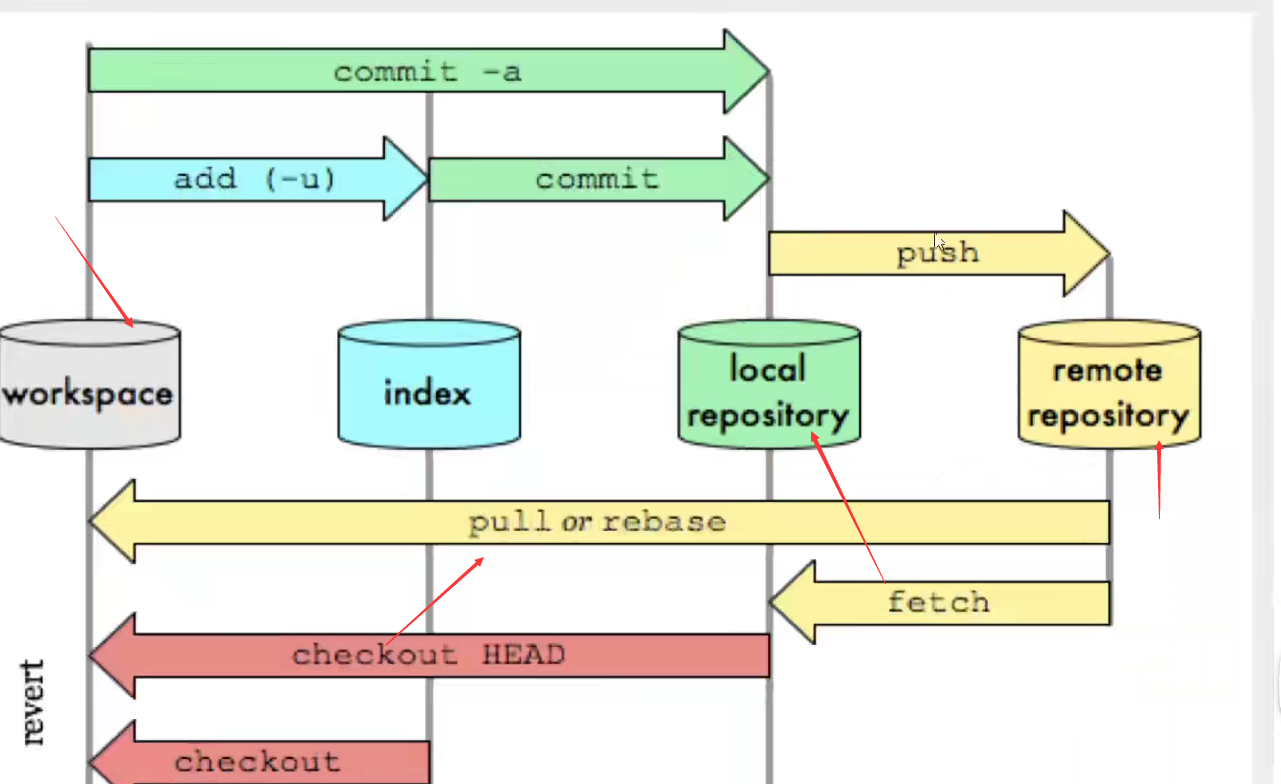 commit -a
add (-u)
commit
push
workspace
index
local
repository
remote
repository
pull or rebase
fetch
checkout HEAD
revert
checkout